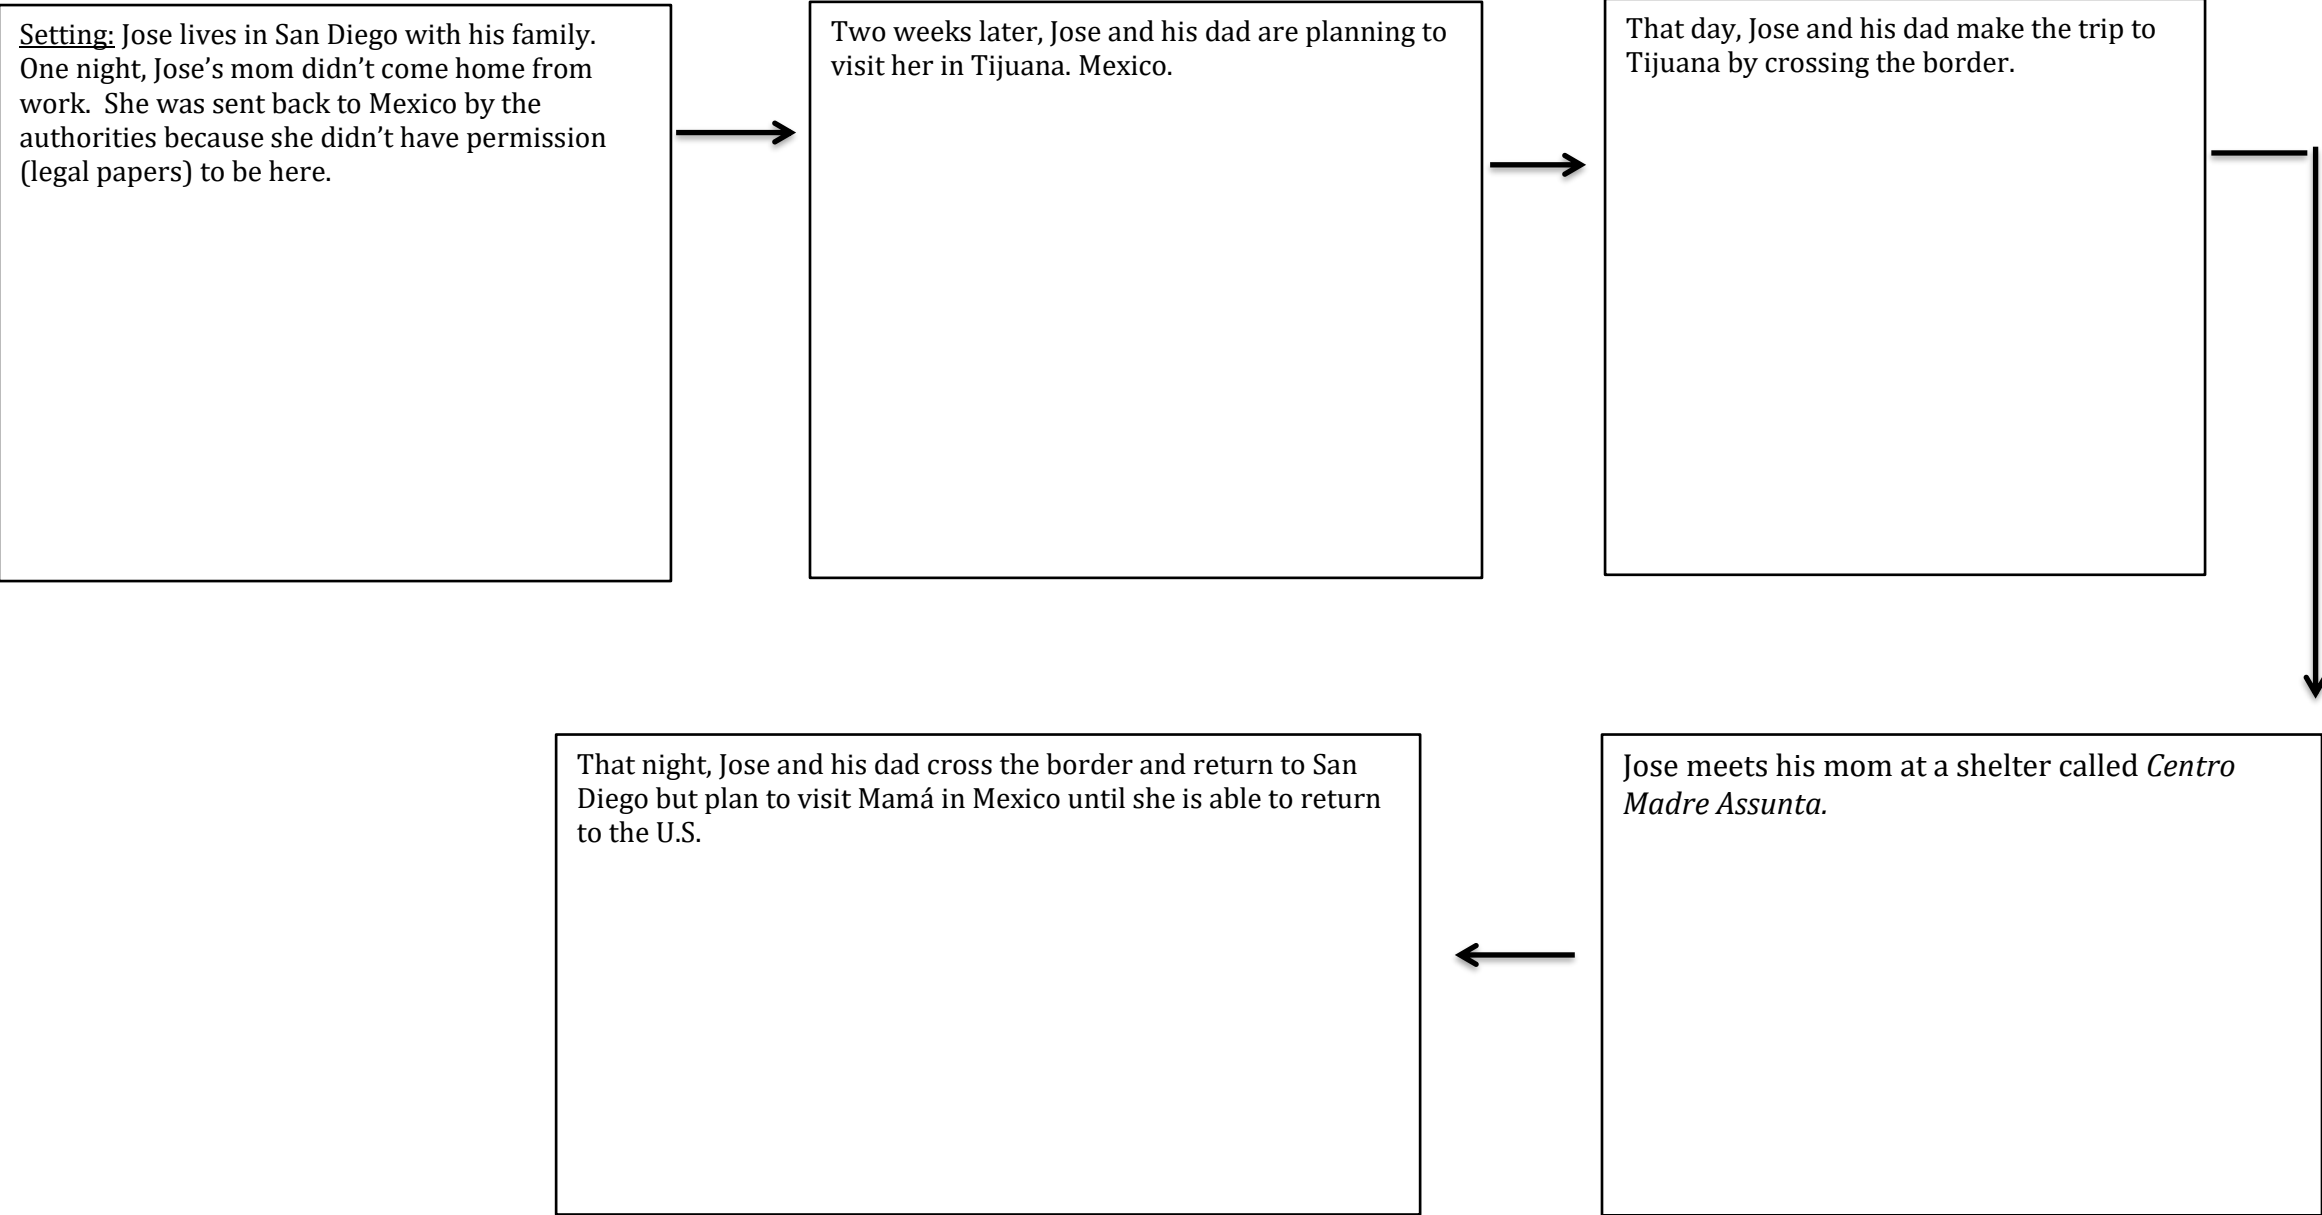 Setting: Jose lives in San Diego with his family.
One night, Jose’s mom didn’t come home from
work.  She was sent back to Mexico by the
authorities because she didn’t have permission
(legal papers) to be here.
Two weeks later, Jose and his dad are planning to
visit her in Tijuana. Mexico.
That day, Jose and his dad make the trip to
Tijuana by crossing the border.
Jose meets his mom at a shelter called Centro
Madre Assunta.
That night, Jose and his dad cross the border and return to San
Diego but plan to visit Mamá in Mexico until she is able to return
to the U.S.